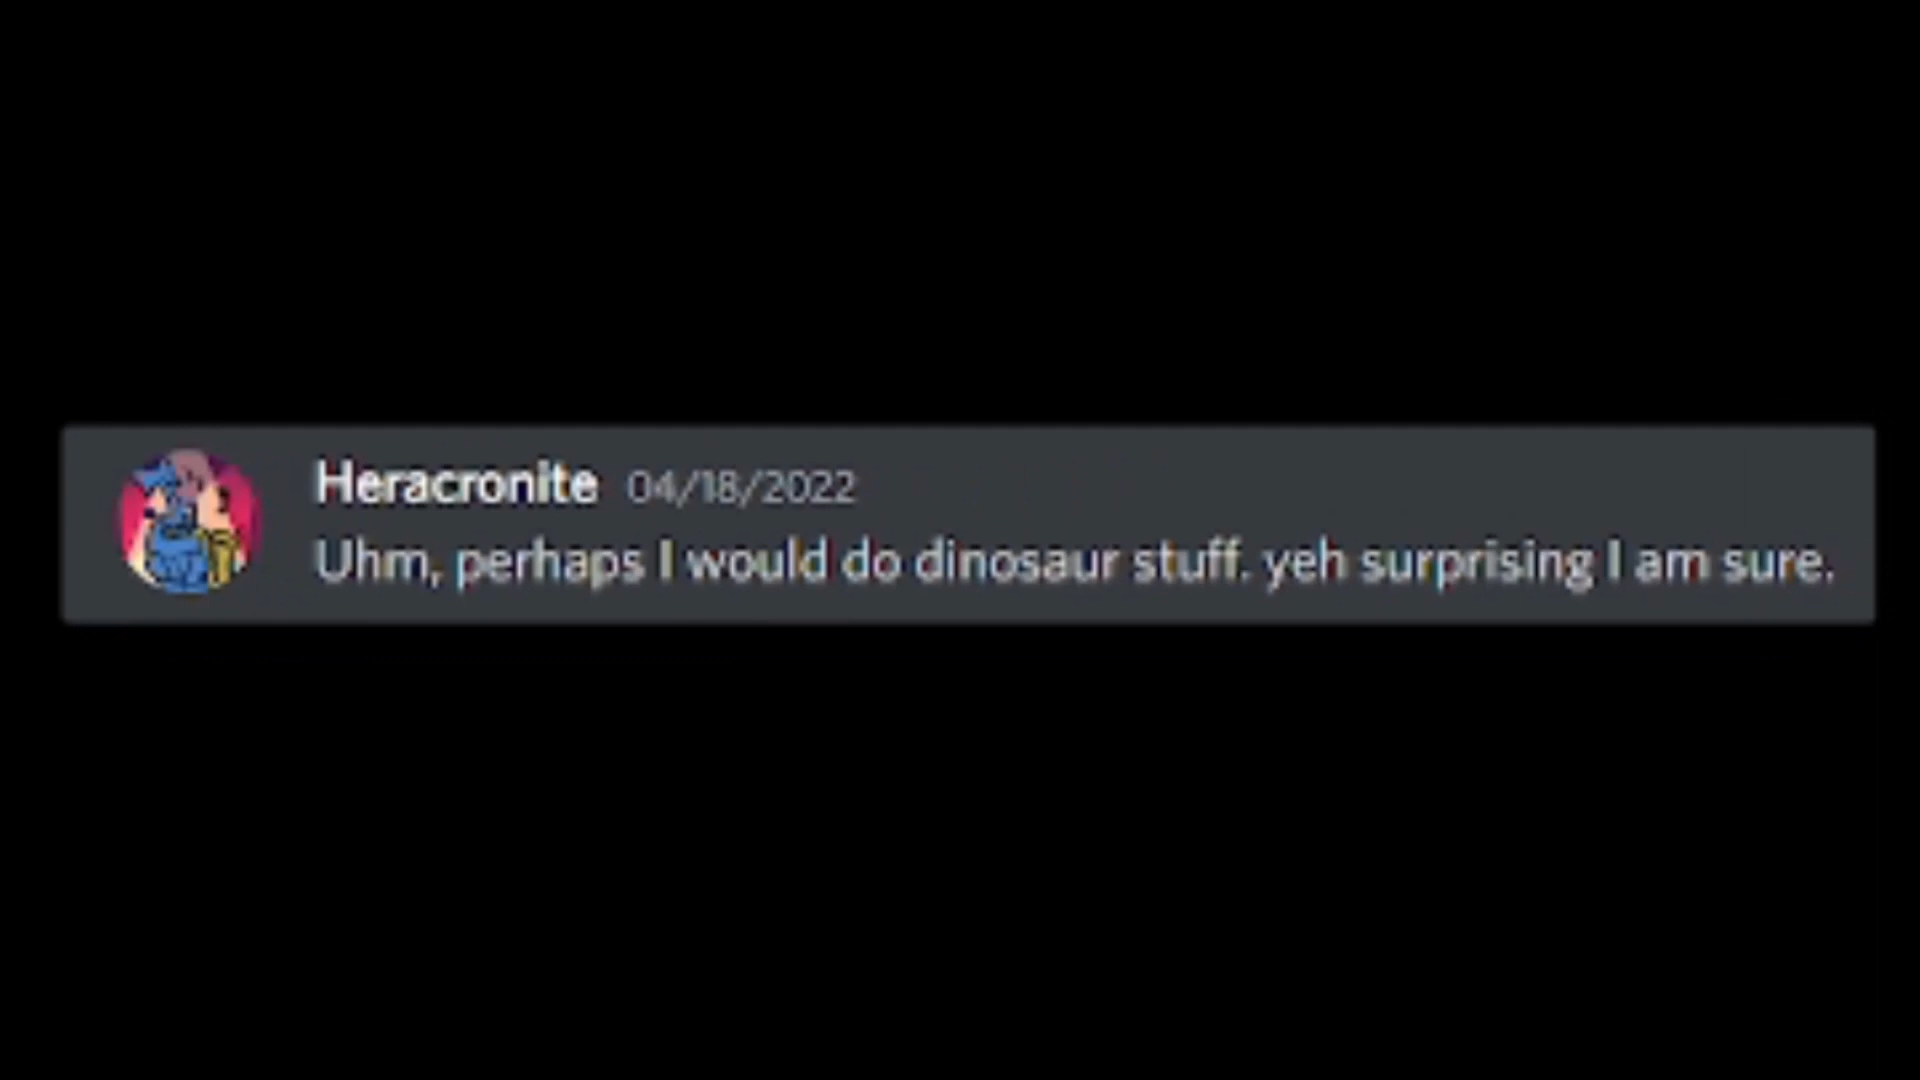 Heracronite 04/18/2022
Uhm, perhaps I would do dinosaur stuff. yeh surprising I am sure.